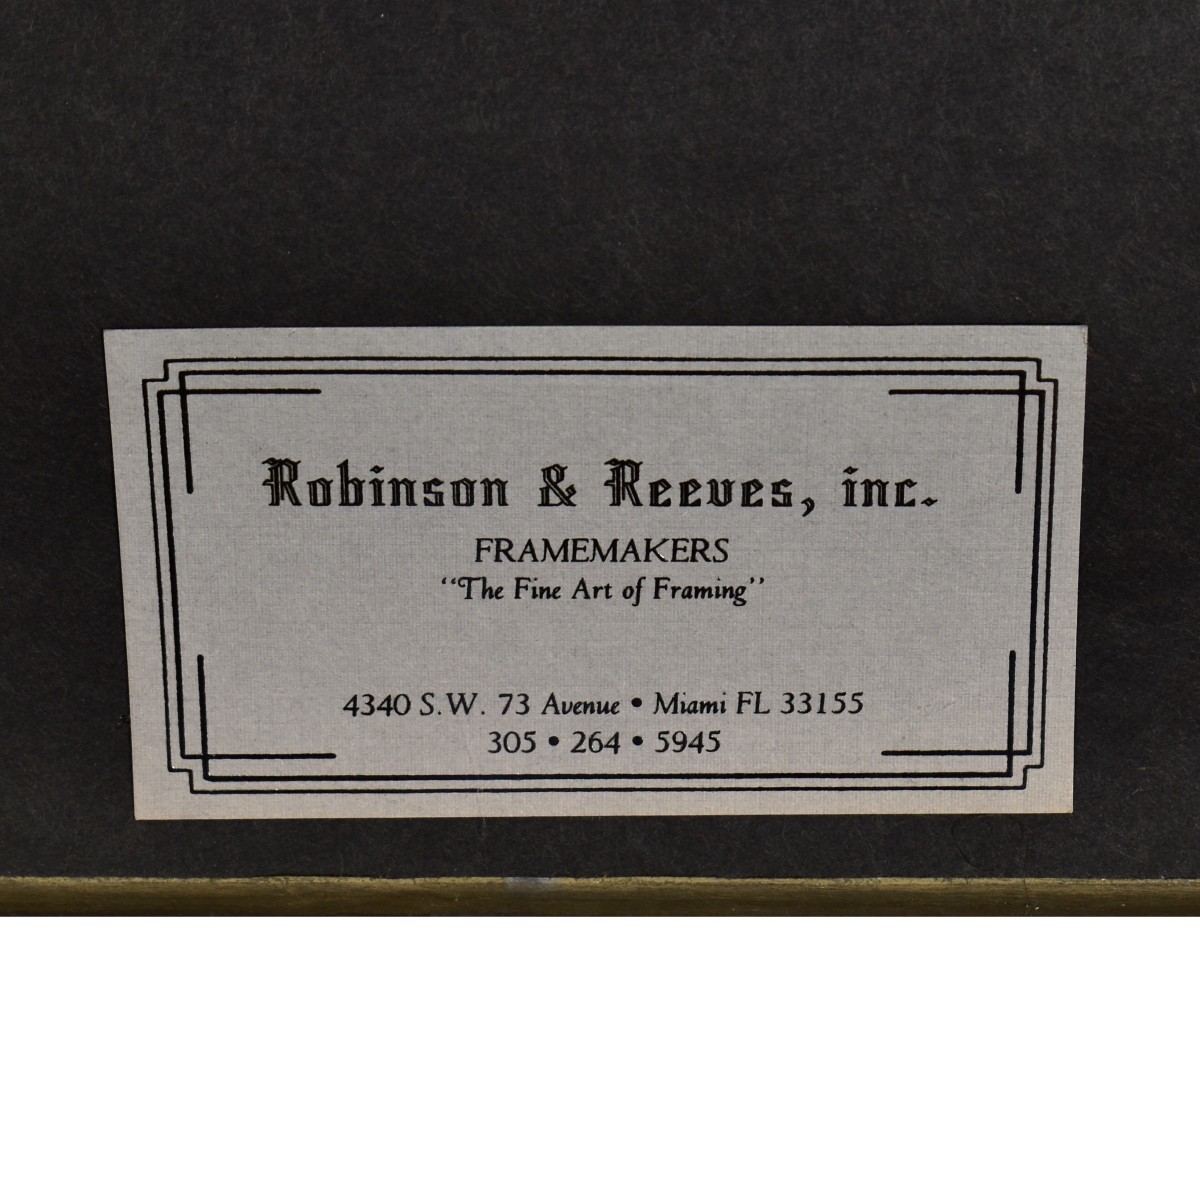 Robinson & Reeves, inc.
FRAMEMAKERS
“The Fine Art of Framing”
4340 S.W. 73 Avenue • Miami FL 33155
305 • 264 • 5945